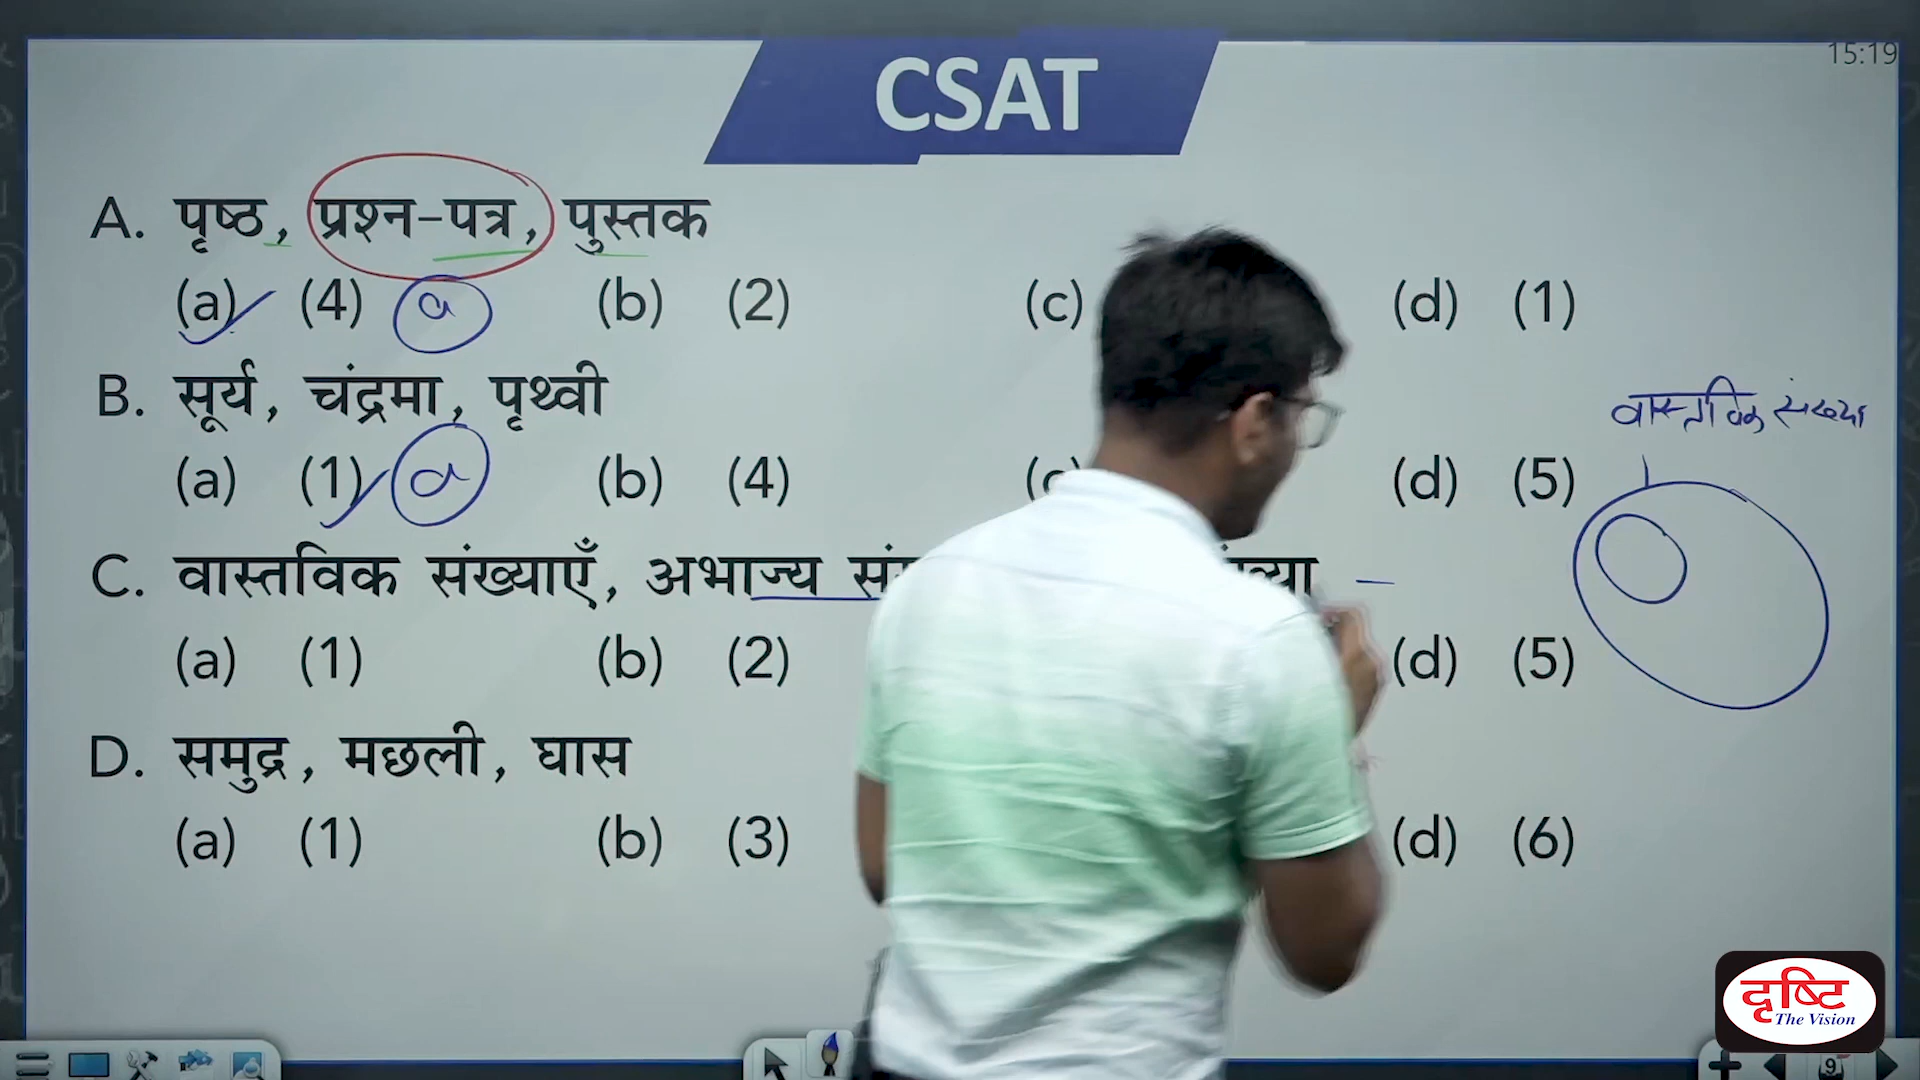 CSAT
15:19
A. पृष्ठ, प्रश्न-पत्र, पुस्तक
(a) (4) a (b) (2) (c) (d) (1)
B. सूर्य, चंद्रमा, पृथ्वी
(a) (1) a (b) (4) (d) (5)
वास्तविक संख्या
C. वास्तविक संख्याएँ, अभाज्य
(a) (1) (b) (2) (d) (5)
D. समुद्र, मछली, घास
(a) (1) (b) (3) (d) (6)
दृष्टि
The Vision
9